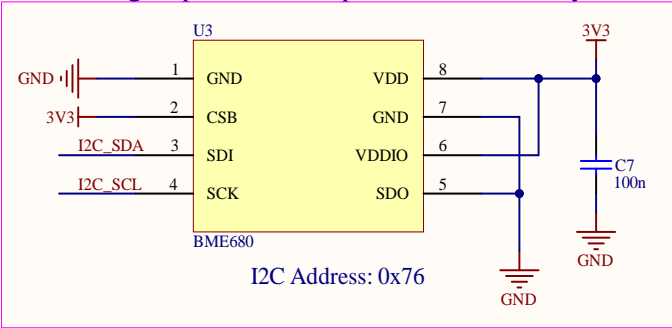 U3
3V3
GND 1 GND VDD 8
3V3 2 CSB GND 7
I2C_SDA 3 SDI VDDIO 6
I2C_SCL 4 SCK SDO 5
C7
100n
BME680
I2C Address: 0x76
GND
GND